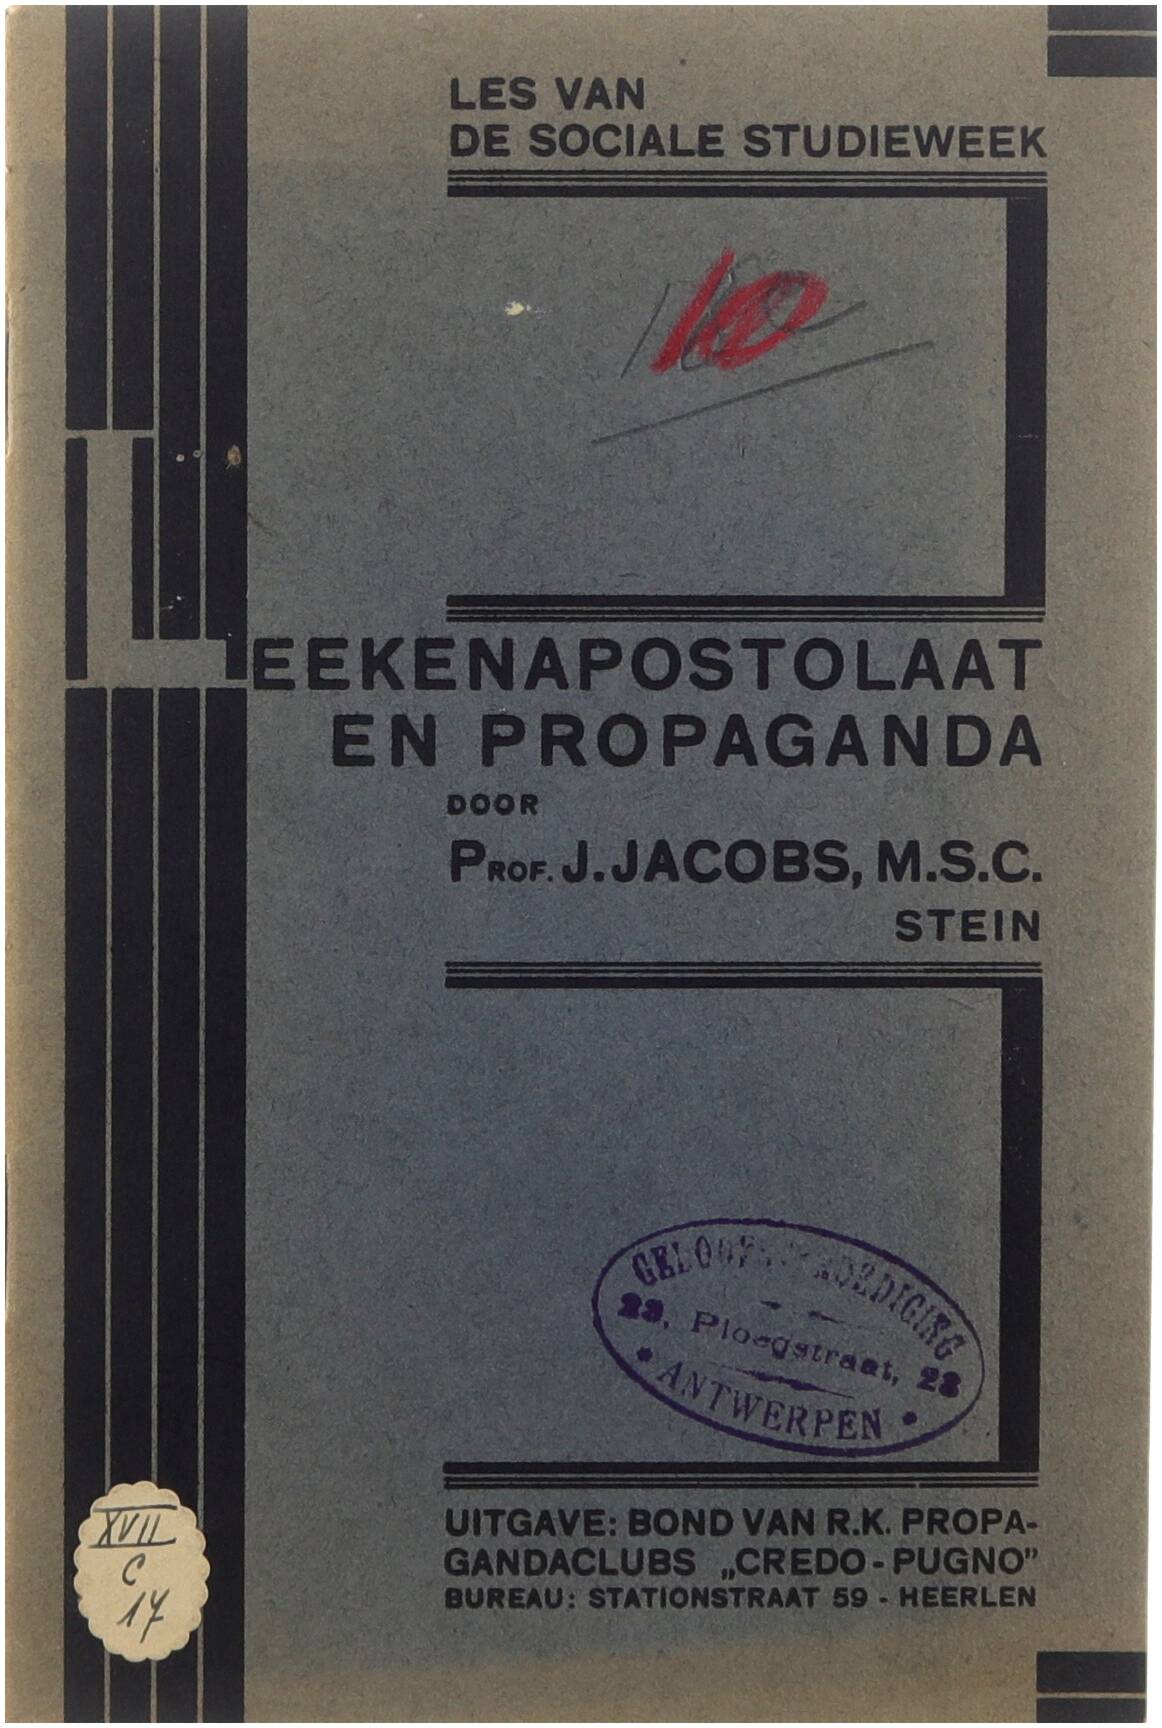 LES VAN
DE SOCIALE STUDIEWEEK
10
LEEKENAPOSTOLAAT
EN PROPAGANDA
DOOR
PROF. J. JACOBS, M.S.C.
STEIN
23, Ploegstraat, 23
• ANTWERPEN •
UITGAVE: BOND VAN R.K. PROPA-
GANDACLUBS „CREDO-PUGNO”
BUREAU: STATIONSTRAAT 59 - HEERLEN
XVII
C
17